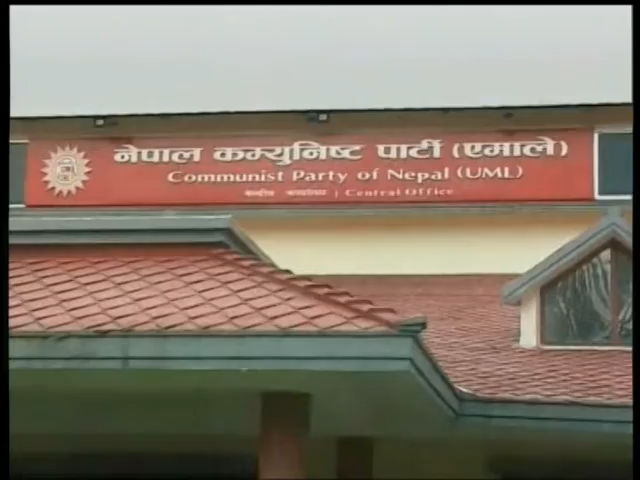 नेपाल कम्युनिष्ट पार्टी (एमाले)
Communist Party of Nepal (UML)
केन्द्रीय कार्यालय | Central Office